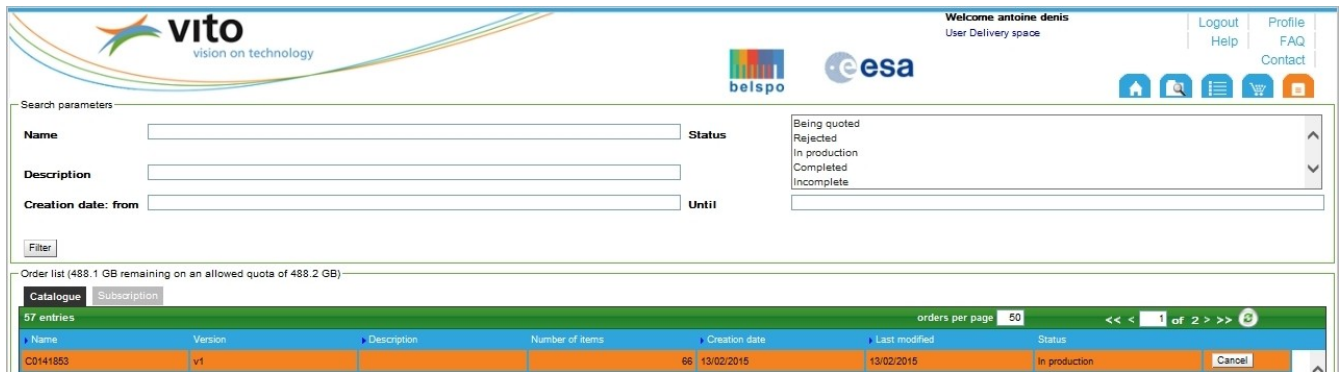 vito
vision on technology
belspo
esa
Welcome antoine denis
User Delivery space
Logout Profile
Help FAQ
Contact
Search parameters
Name
Status
Being quoted
Rejected
In production
Completed
Incomplete
Description
Creation date: from
Until
Filter
Order list (488.1 GB remaining on an allowed quota of 488.2 GB)
Catalogue Subscription
57 entries orders per page 50 << < 1 of 2 > >>
Name Version Description Number of items Creation date Last modified Status
C0141853 v1 66 13/02/2015 13/02/2015 In production Cancel